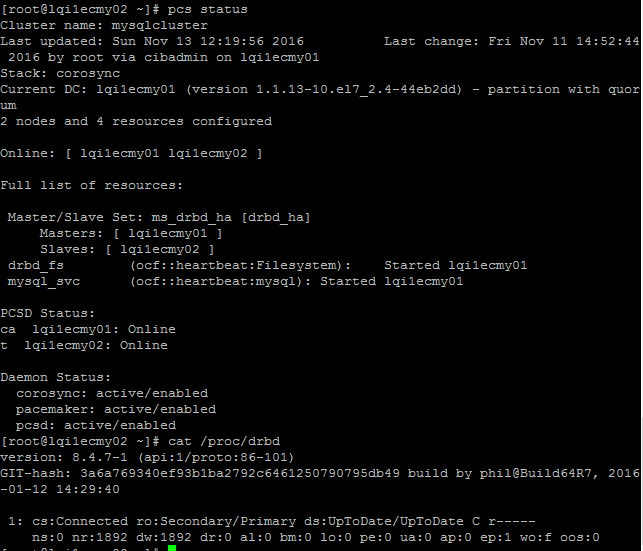 [root@lqi1ecmy02 ~]# pcs status
Cluster name: mysqlcluster
Last updated: Sun Nov 13 12:19:56 2016          Last change: Fri Nov 11 14:52:44
 2016 by root via cibadmin on lqi1ecmy01
Stack: corosync
Current DC: lqi1ecmy01 (version 1.1.13-10.el7_2.4-44eb2dd) - partition with quor
um
2 nodes and 4 resources configured

Online: [ lqi1ecmy01 lqi1ecmy02 ]

Full list of resources:

 Master/Slave Set: ms_drbd_ha [drbd_ha]
     Masters: [ lqi1ecmy01 ]
     Slaves: [ lqi1ecmy02 ]
 drbd_fs        (ocf::heartbeat:Filesystem):    Started lqi1ecmy01
 mysql_svc      (ocf::heartbeat:mysql): Started lqi1ecmy01

PCSD Status:
ca  lqi1ecmy01: Online
t  lqi1ecmy02: Online

Daemon Status:
  corosync: active/enabled
  pacemaker: active/enabled
  pcsd: active/enabled
[root@lqi1ecmy02 ~]# cat /proc/drbd
version: 8.4.7-1 (api:1/proto:86-101)
GIT-hash: 3a6a769340ef93b1ba2792c6461250790795db49 build by phil@Build64R7, 2016
-01-12 14:29:40

 1: cs:Connected ro:Secondary/Primary ds:UpToDate/UpToDate C r-----
    ns:0 nr:1892 dw:1892 dr:0 al:0 bm:0 lo:0 pe:0 ua:0 ap:0 ep:1 wo:f oos:0
[root@lqi1ecmy02 ~]#